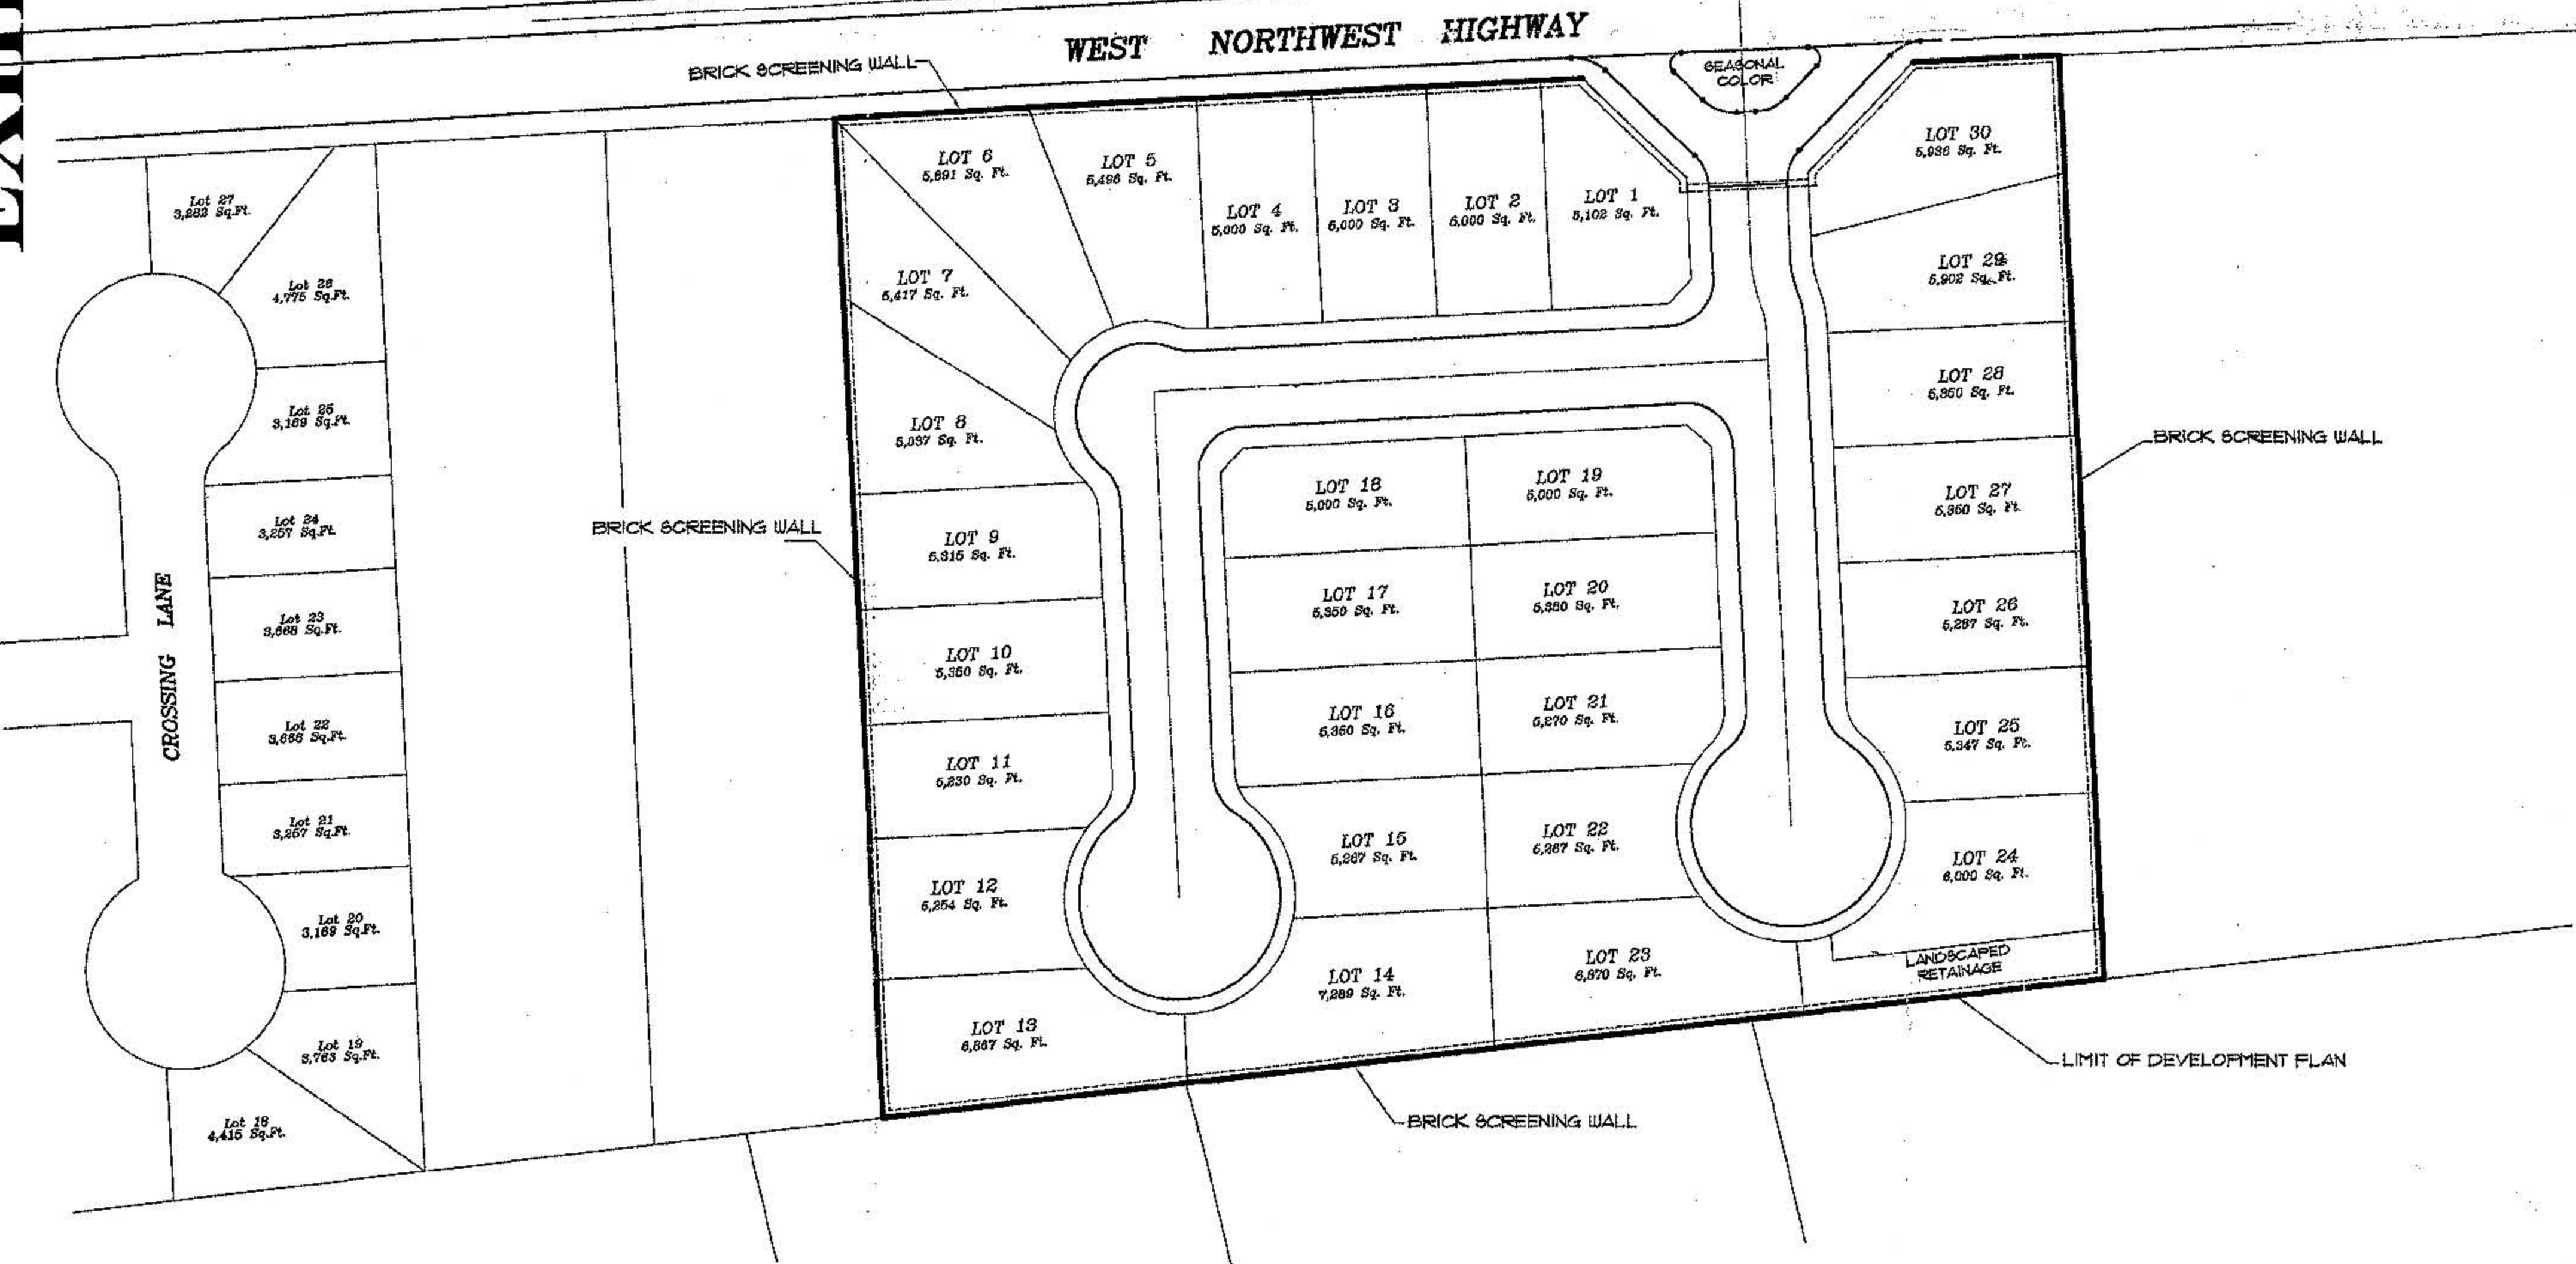 WEST NORTHWEST HIGHWAY
BRICK SCREENING WALL
SEASONAL
COLOR
LOT 6
5,691 Sq. Ft.
LOT 5
5,498 Sq. Ft.
LOT 4
5,000 Sq. Ft.
LOT 3
5,000 Sq. Ft.
LOT 2
5,000 Sq. Ft.
LOT 1
5,102 Sq. Ft.
LOT 30
5,936 Sq. Ft.
LOT 7
5,417 Sq. Ft.
LOT 29
5,902 Sq. Ft.
LOT 8
5,037 Sq. Ft.
LOT 28
5,350 Sq. Ft.
LOT 9
5,315 Sq. Ft.
LOT 18
5,000 Sq. Ft.
LOT 19
5,000 Sq. Ft.
LOT 27
5,350 Sq. Ft.
BRICK SCREENING WALL
BRICK SCREENING WALL
LOT 10
5,350 Sq. Ft.
LOT 17
5,350 Sq. Ft.
LOT 20
5,350 Sq. Ft.
LOT 26
5,287 Sq. Ft.
LOT 11
5,230 Sq. Ft.
LOT 16
5,350 Sq. Ft.
LOT 21
5,270 Sq. Ft.
LOT 25
5,347 Sq. Ft.
LOT 12
5,254 Sq. Ft.
LOT 15
5,267 Sq. Ft.
LOT 22
5,267 Sq. Ft.
LOT 24
6,000 Sq. Ft.
LOT 13
6,867 Sq. Ft.
LOT 14
7,289 Sq. Ft.
LOT 23
6,670 Sq. Ft.
LANDSCAPED
RETAINAGE
LIMIT OF DEVELOPMENT PLAN
BRICK SCREENING WALL
Lot 27
3,283 Sq.Ft.
Lot 26
4,775 Sq.Ft.
Lot 25
3,169 Sq.Ft.
Lot 24
3,257 Sq.Ft.
Lot 23
3,668 Sq.Ft.
Lot 22
3,668 Sq.Ft.
Lot 21
3,257 Sq.Ft.
Lot 20
3,169 Sq.Ft.
Lot 19
3,763 Sq.Ft.
Lot 18
4,415 Sq.Ft.
CROSSING LANE